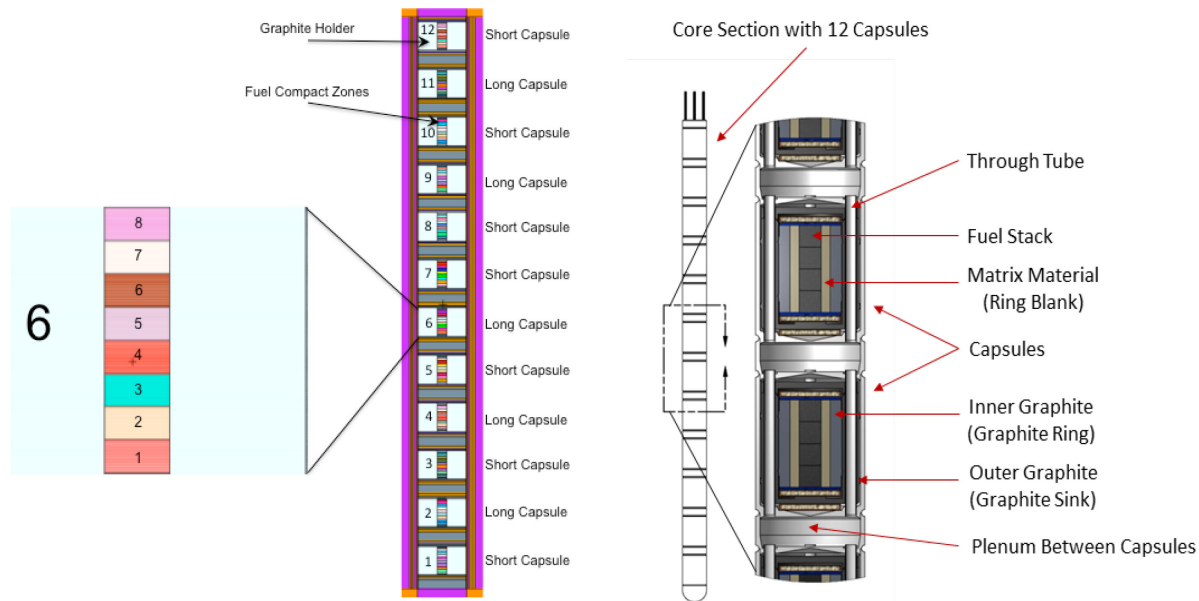 Graphite Holder
Fuel Compact Zones
12
Short Capsule
11
Long Capsule
10
Short Capsule
9
Long Capsule
8
Short Capsule
7
Short Capsule
6
Long Capsule
5
Short Capsule
4
Long Capsule
3
Short Capsule
2
Long Capsule
1
Short Capsule
6
8
7
6
5
4
3
2
1
Core Section with 12 Capsules
Through Tube
Fuel Stack
Matrix Material
(Ring Blank)
Capsules
Inner Graphite
(Graphite Ring)
Outer Graphite
(Graphite Sink)
Plenum Between Capsules